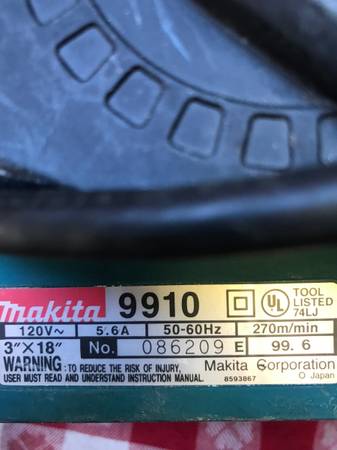 makita 9910 UL TOOL LISTED 74LJ
120V~ 5.6A 50-60Hz 270m/min
3"×18" No. 086209 E 99. 6
WARNING : TO REDUCE THE RISK OF INJURY, Makita Corporation
USER MUST READ AND UNDERSTAND INSTRUCTION MANUAL. 8593867 O Japan